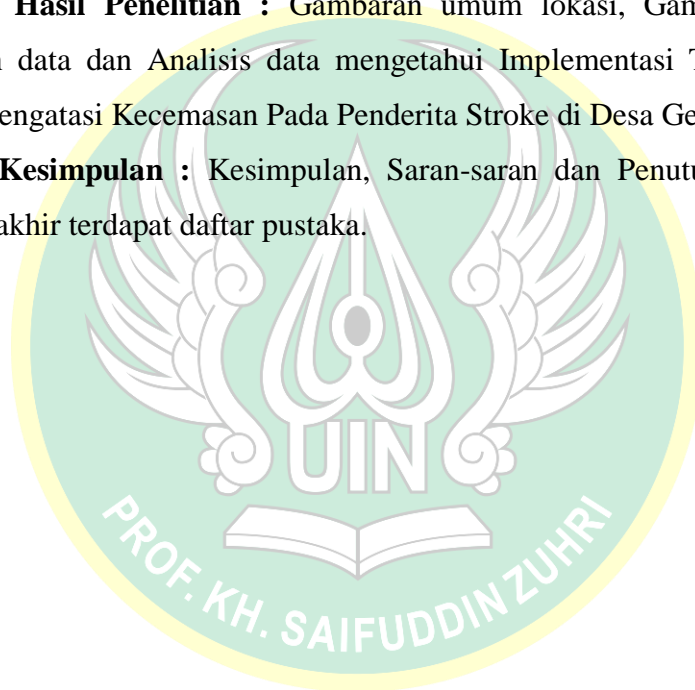 Hasil Penelitian : Gambaran umum lokasi,
data dan Analisis data mengetahui Implementasi
Kecemasan Pada Penderita Stroke di Desa
Kesimpulan : Kesimpulan, Saran-saran dan
terdapat daftar pustaka.
UIN
PROF. KH. SAIFUDDIN ZUHRI